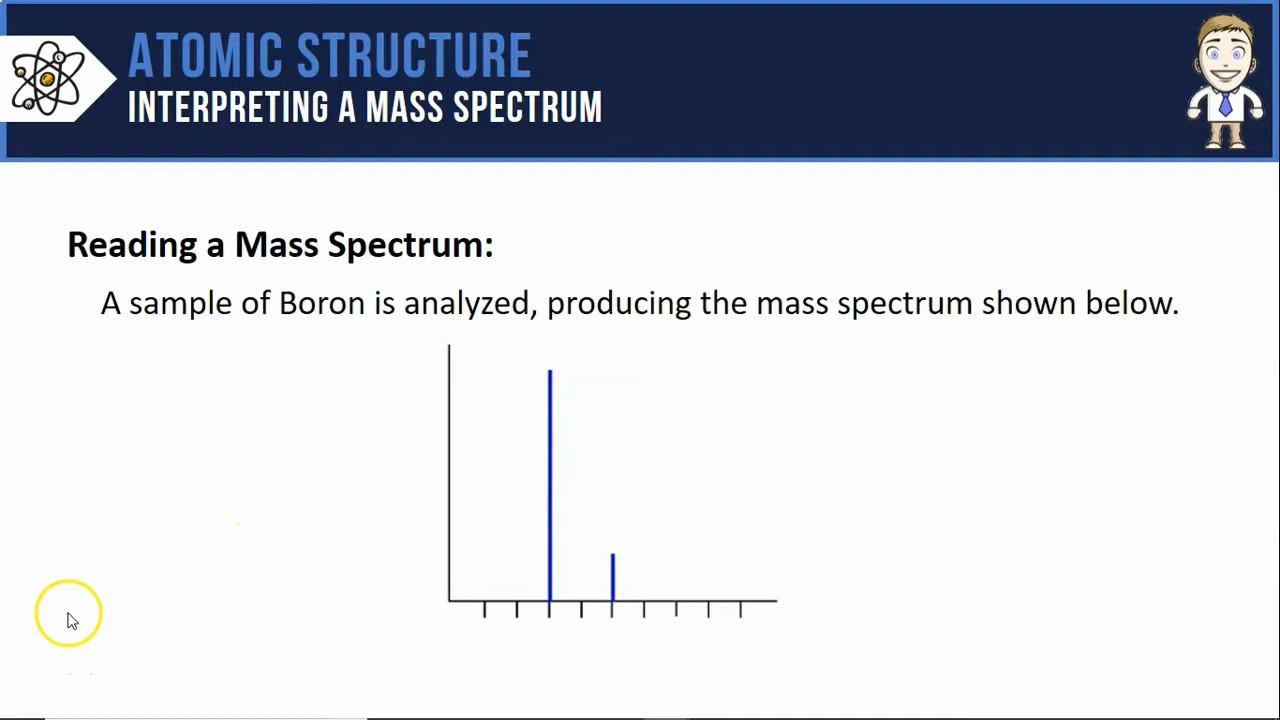 ATOMIC STRUCTURE
INTERPRETING A MASS SPECTRUM
Reading a Mass Spectrum:
A sample of Boron is analyzed, producing the mass spectrum shown below.